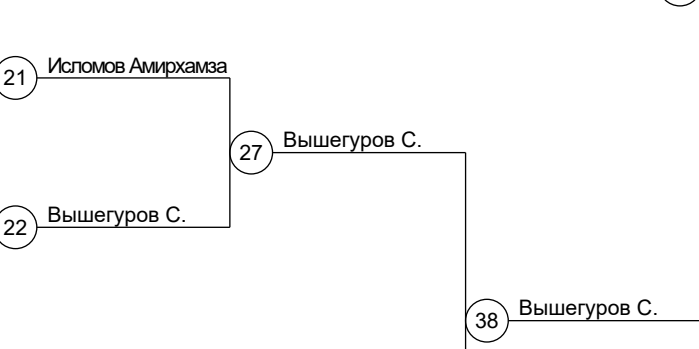 21 Исломов Амирхамза
27 Вышегуров С.
22 Вышегуров С.
38 Вышегуров С.